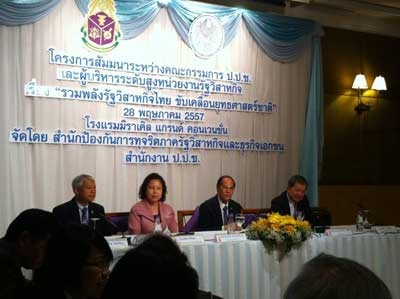 โครงการสัมมนาระหว่างคณะกรรมการ ป.ป.ช.
และผู้บริหารระดับสูงหน่วยงานรัฐวิสาหกิจ
เรื่อง "รวมพลังรัฐวิสาหกิจไทย ขับเคลื่อนยุทธศาสตร์ชาติ"
28 พฤษภาคม 2557
โรงแรมมิราเคิล แกรนด์ คอนเวนชั่น
จัดโดย สำนักป้องกันการทุจริตภาครัฐวิสาหกิจและธุรกิจเอกชน
สำนักงาน ป.ป.ช.